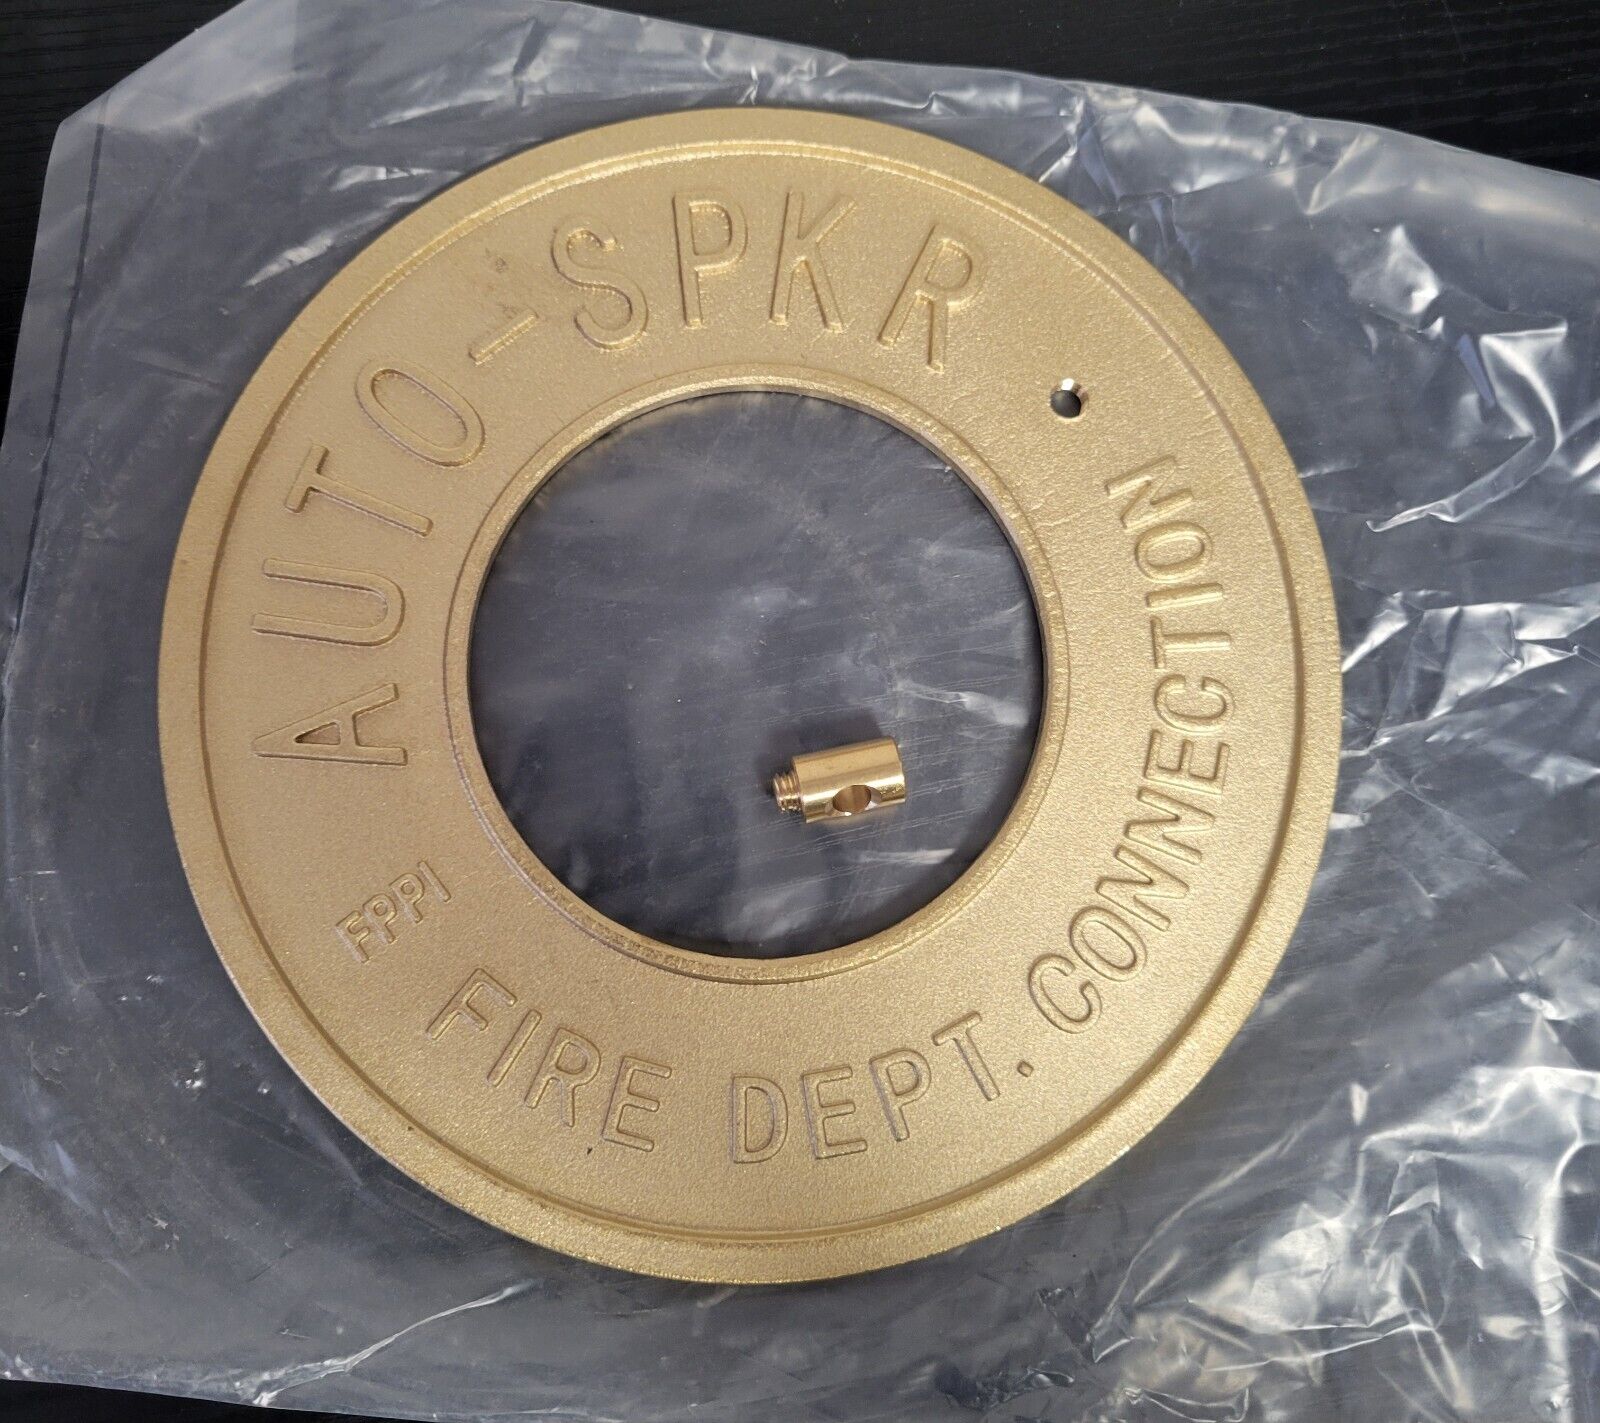 AUTO-SPKR
FIRE DEPT. CONNECTION
FPPI